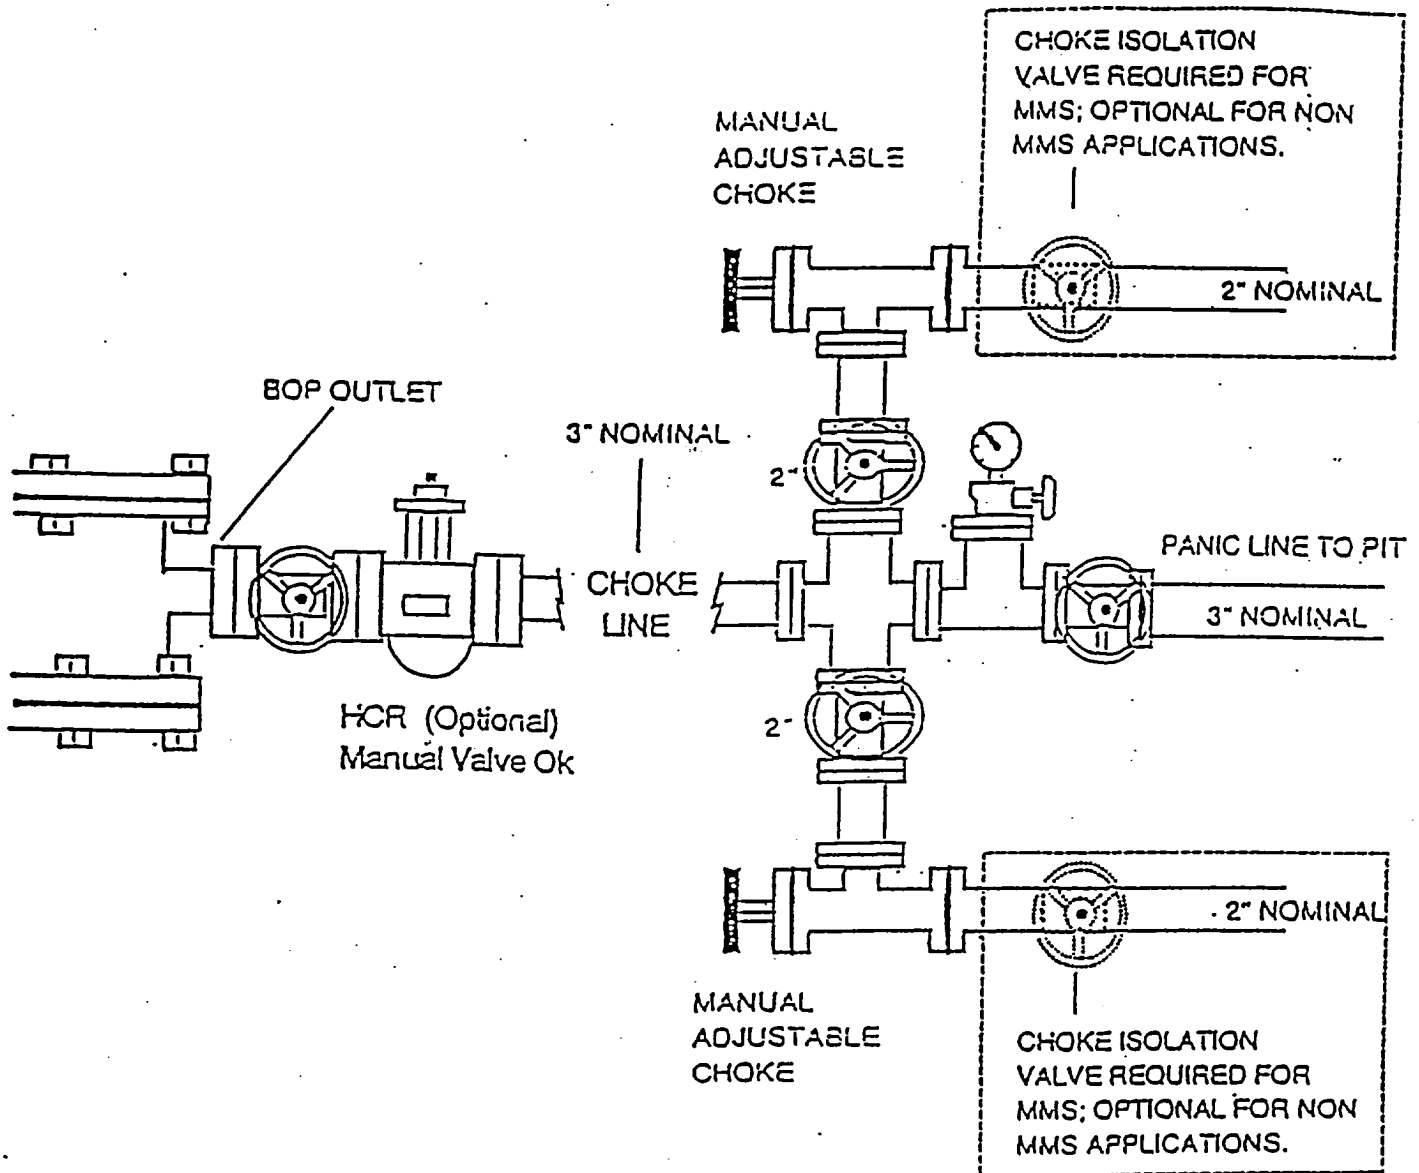 CHOKE ISOLATION
VALVE REQUIRED FOR
MMS; OPTIONAL FOR NON
MMS APPLICATIONS.
MANUAL
ADJUSTABLE
CHOKE
2" NOMINAL
BOP OUTLET
3" NOMINAL
2"
PANIC LINE TO PIT
CHOKE
LINE
3" NOMINAL
HCR (Optional)
Manual Valve Ok
2"
2" NOMINAL
MANUAL
ADJUSTABLE
CHOKE
CHOKE ISOLATION
VALVE REQUIRED FOR
MMS; OPTIONAL FOR NON
MMS APPLICATIONS.